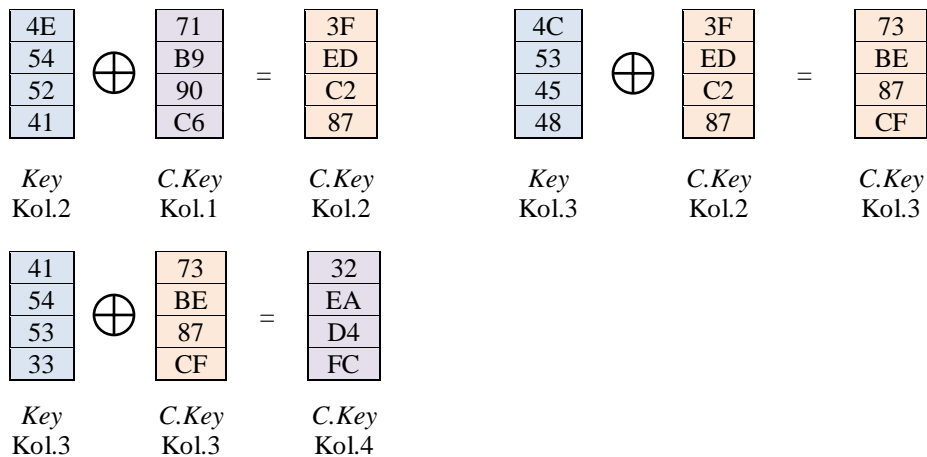 4E 71 3F
54 B9 ED
52 90 = C2
41 C6 87
Key C.Key C.Key
Kol.2 Kol.1 Kol.2
4C 3F 73
53 ED BE
45 C2 = 87
48 87 CF
Key C.Key C.Key
Kol.3 Kol.2 Kol.3
41 73 32
54 BE EA
53 87 = D4
33 CF FC
Key C.Key C.Key
Kol.3 Kol.3 Kol.4